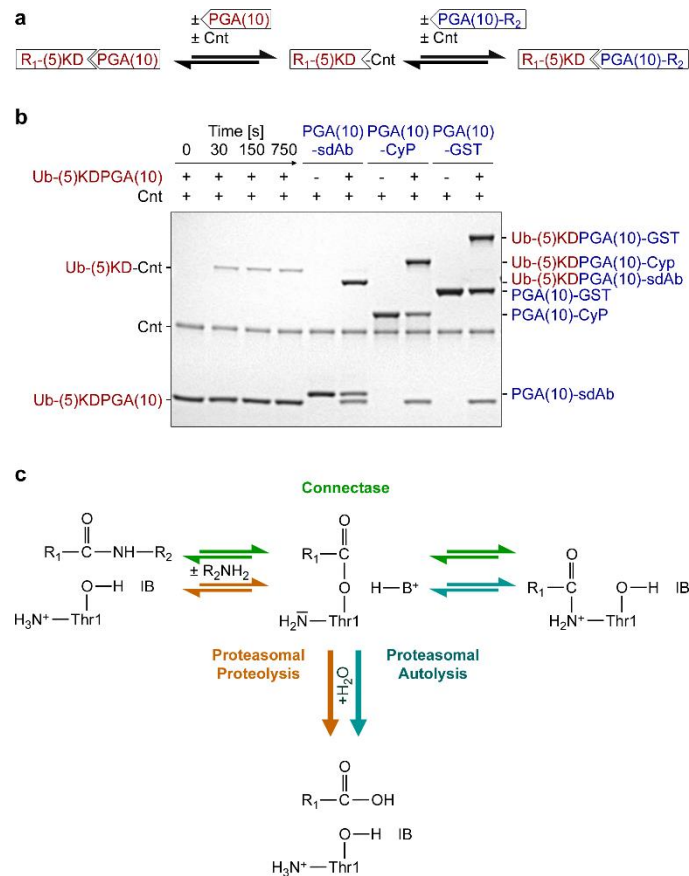 a
± PGA(10)
± Cnt
± PGA(10)-R₂
± Cnt
R₁-(5)KD PGA(10)
R₁-(5)KD -Cnt
R₁-(5)KD PGA(10)-R₂
b
Time [s]
0 30 150 750
PGA(10) -sdAb
PGA(10) -CyP
PGA(10) -GST
Ub-(5)KDPGA(10) + + + + - + - + - +
Cnt + + + + + + + + + +
Ub-(5)KD-Cnt
Cnt
Ub-(5)KDPGA(10)
Ub-(5)KDPGA(10)-GST
Ub-(5)KDPGA(10)-Cyp
Ub-(5)KDPGA(10)-sdAb
PGA(10)-GST
PGA(10)-CyP
PGA(10)-sdAb
c
Connectase
O
R₁—C—NH—R₂
O—H IB
H₃N⁺—Thr1
± R₂NH₂
O
R₁—C
O
H—B⁺
H₂N—Thr1
O
R₁—C
O—H IB
H₂N⁺—Thr1
Proteasomal
Proteolysis
+H₂O
Proteasomal
Autolysis
O
R₁—C—OH
O—H IB
H₃N⁺—Thr1